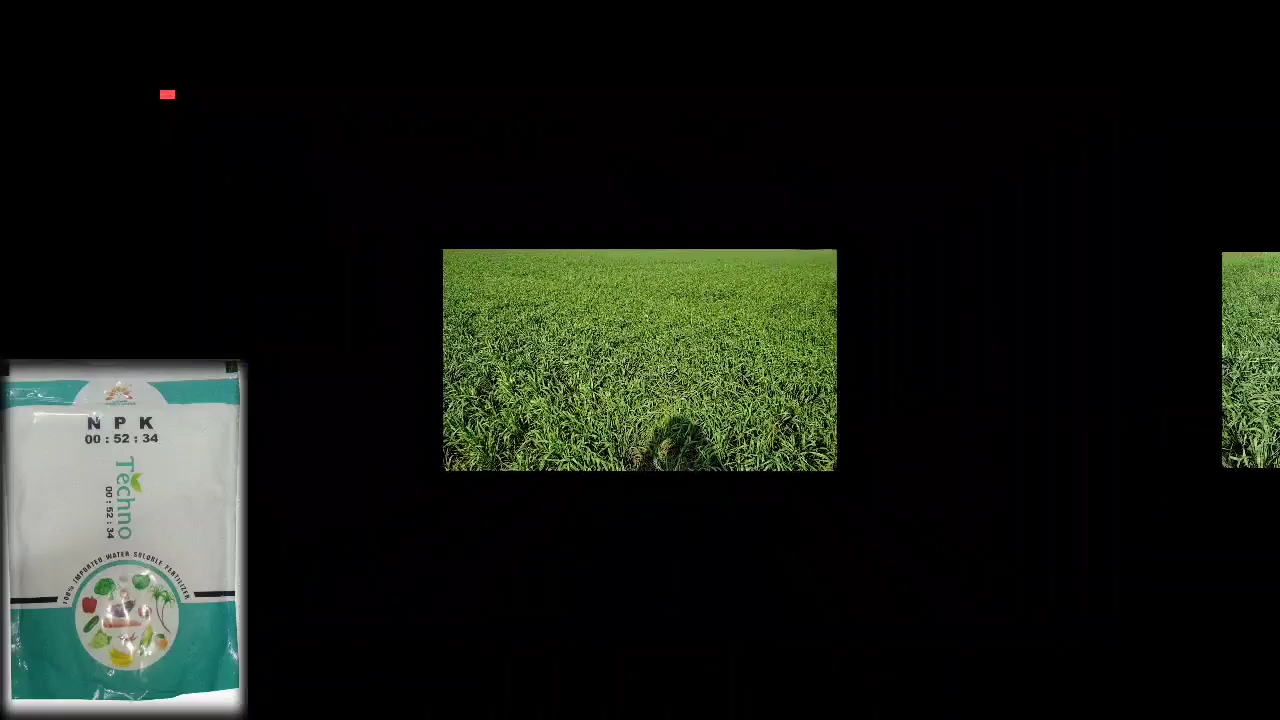 N P K
00 : 52 : 34
Techno
00 : 52 : 34
100% IMPORTED WATER SOLUBLE FERTILIZER